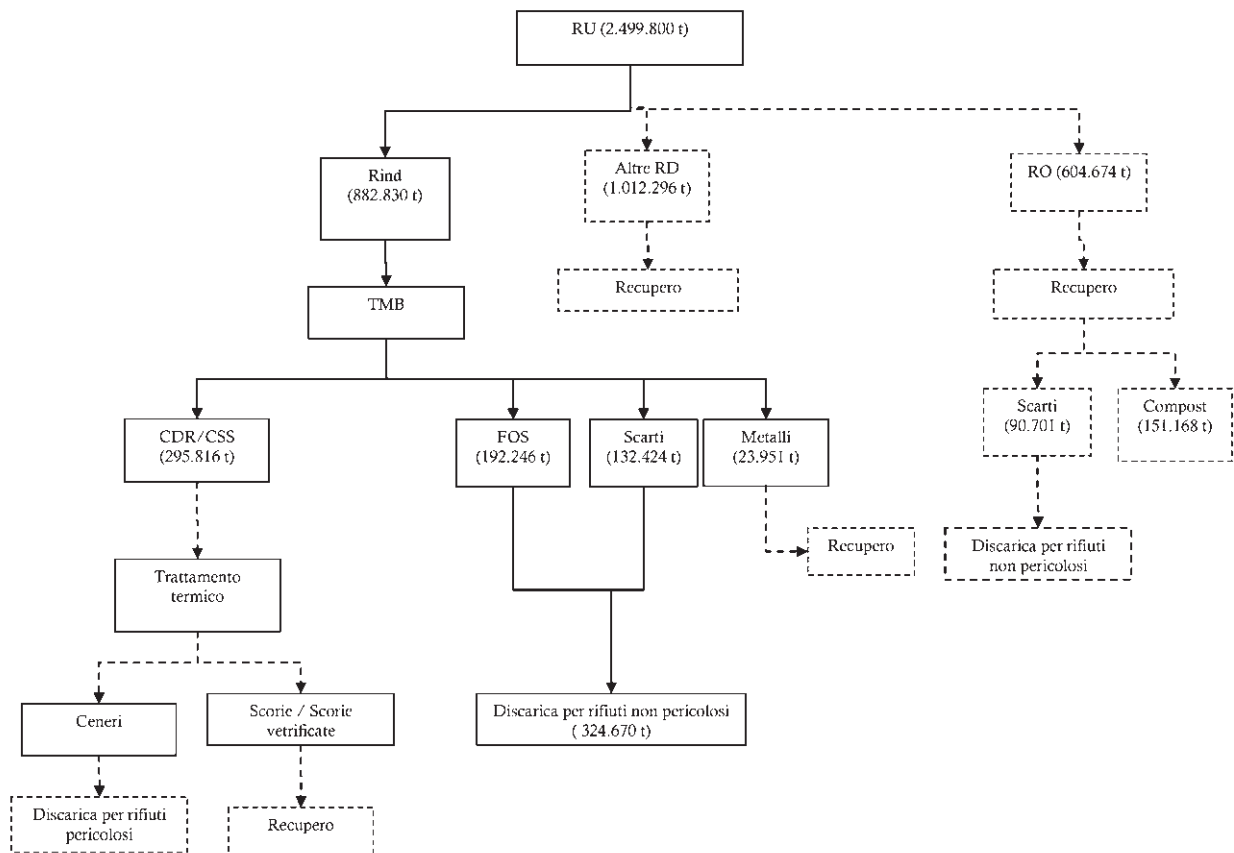 RU (2.499.800 t)
Rind
(882.830 t)
Altre RD
(1.012.296 t)
RO (604.674 t)
Recupero
Recupero
TMB
CDR/CSS
(295.816 t)
FOS
(192.246 t)
Scarti
(132.424 t)
Metalli
(23.951 t)
Scarti
(90.701 t)
Compost
(151.168 t)
Recupero
Discarica per rifiuti
non pericolosi
Trattamento
termico
Ceneri
Scorie / Scorie
vetrificate
Discarica per rifiuti non pericolosi
( 324.670 t)
Discarica per rifiuti
pericolosi
Recupero